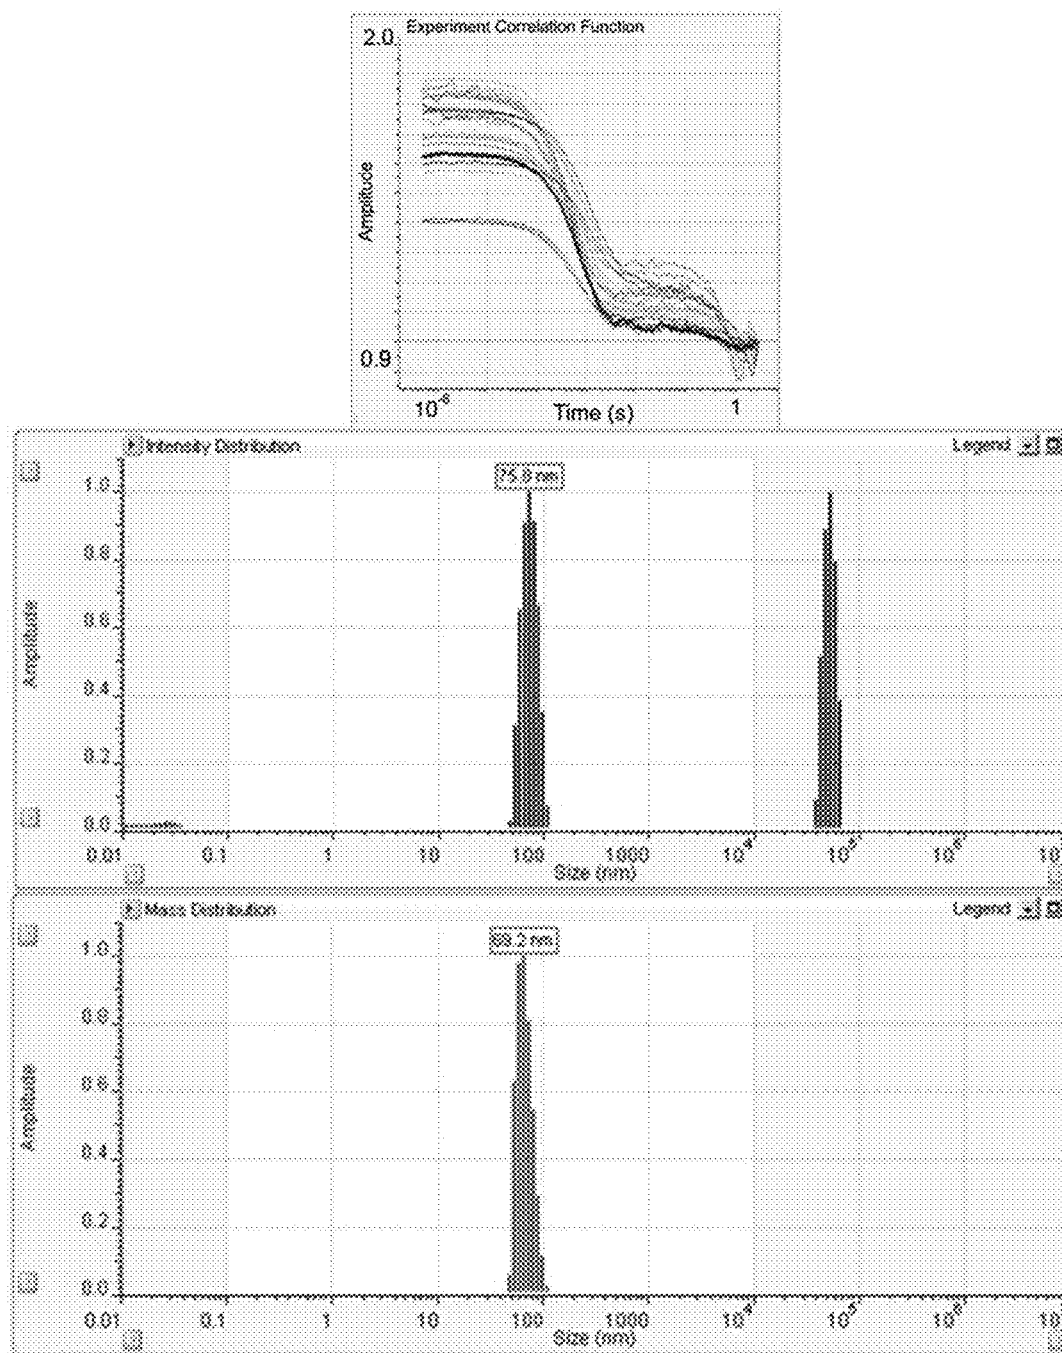 Experiment Correlation Function
2.0
Amplitude
0.9
10⁻⁶ 1
Time (s)
Intensity Distribution Legend
75.8 nm
1.0
0.8
0.6
0.4
0.2
0.0
Amplitude
0.01 0.1 1 10 100 1000 10⁴ 10⁵ 10⁶
Size (nm)
Mass Distribution Legend
69.2 nm
1.0
0.8
0.6
0.4
0.2
0.0
Amplitude
0.01 0.1 1 10 100 1000 10⁴ 10⁵ 10⁶
Size (nm)